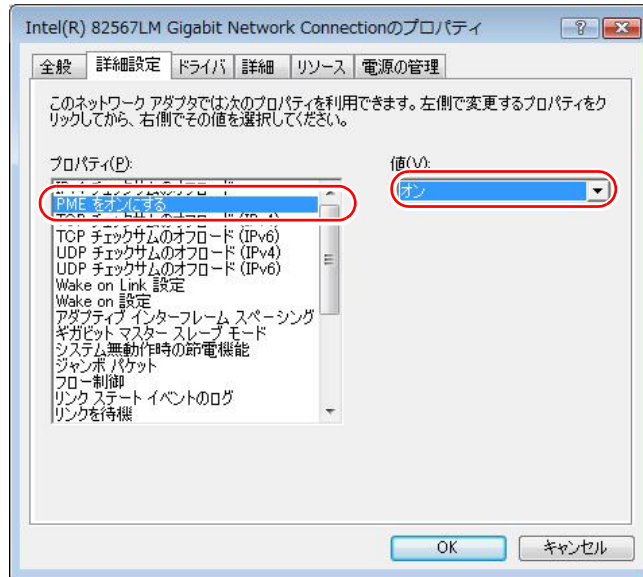 Intel(R) 82567LM Gigabit Network Connectionのプロパティ
全般 詳細設定 ドライバ 詳細 リソース 電源の管理
このネットワーク アダプタでは次のプロパティを利用できます。左側で変更するプロパティをク
リックしてから、右側でその値を選択してください。
プロパティ(P):
値(V):
PME をオンにする
オン
TCP チェックサムのオフロード (IPv6)
UDP チェックサムのオフロード (IPv4)
UDP チェックサムのオフロード (IPv6)
Wake on Link 設定
Wake on 設定
アダプティブ インターフレーム スペーシング
ギガビット マスター スレーブ モード
システム無動作時の節電機能
ジャンボ パケット
フロー制御
リンク ステート イベントのログ
リンクを待機
OK
キャンセル